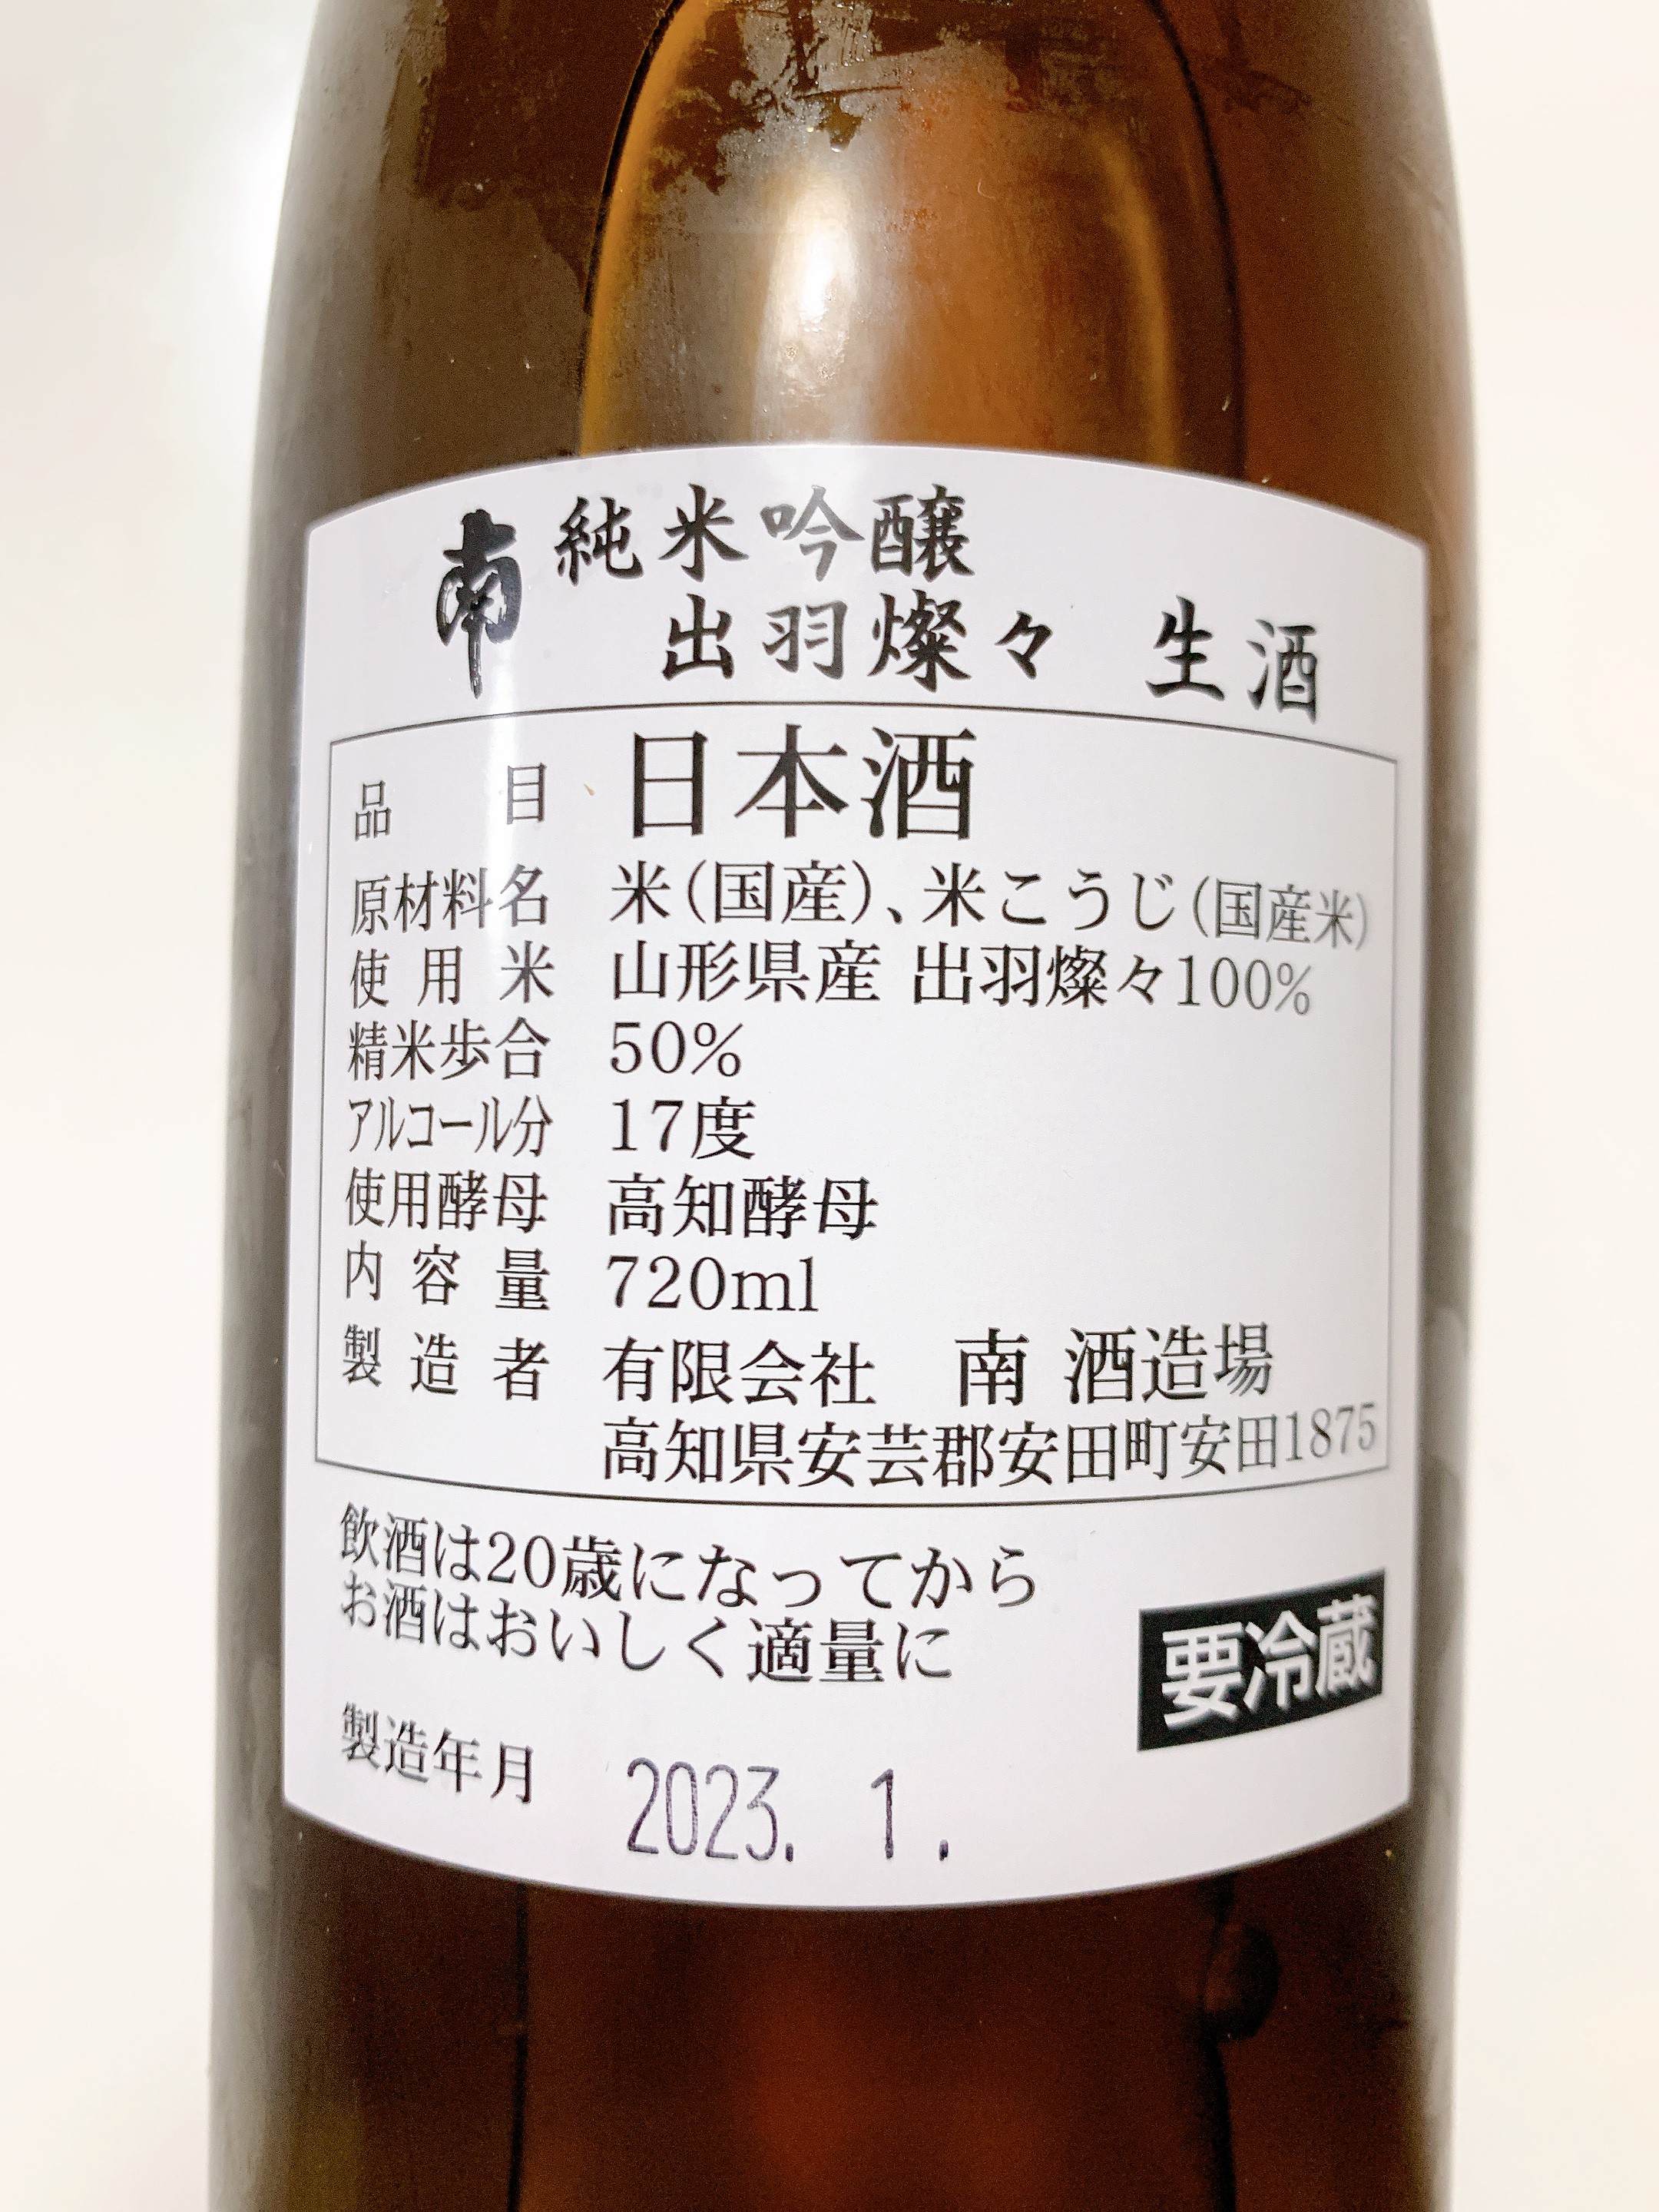 南 純米吟醸
出羽燦々 生酒
品目 日本酒
原材料名 米(国産)、米こうじ(国産米)
使用米 山形県産 出羽燦々100%
精米歩合 50%
アルコール分 17度
使用酵母 高知酵母
内容量 720ml
製造者 有限会社 南 酒造場
高知県安芸郡安田町安田1875
飲酒は20歳になってから
お酒はおいしく適量に
要冷蔵
製造年月 2023. 1.